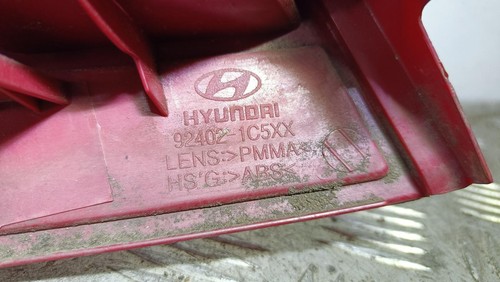 HYUNDAI
92402-1C5XX
LENS:>PMMA<
HS'G:>ABS<